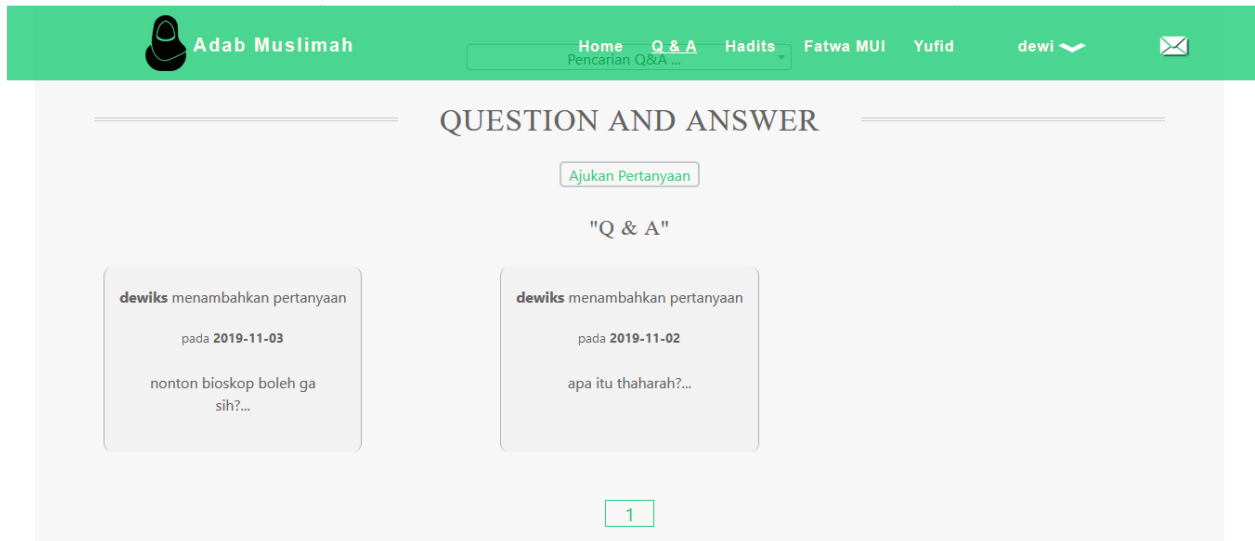 Adab Muslimah
Home Q & A Hadits Fatwa MUI Yufid dewi
Pencarian Q&A ...
QUESTION AND ANSWER
Ajukan Pertanyaan
"Q & A"
dewiks menambahkan pertanyaan
pada 2019-11-03
nonton bioskop boleh ga
sih?...
dewiks menambahkan pertanyaan
pada 2019-11-02
apa itu thaharah?...
1